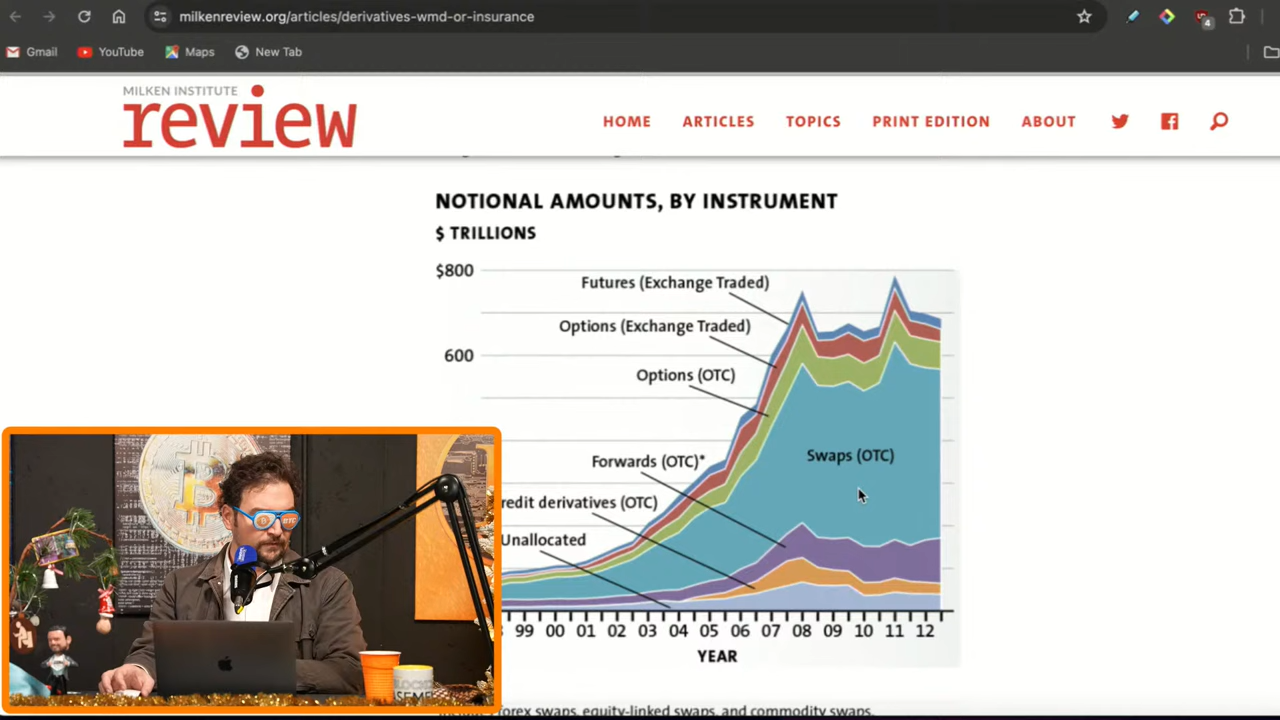 milkenreview.org/articles/derivatives-wmd-or-insurance
4
Gmail
YouTube
Maps
New Tab
MILKEN INSTITUTE
review
HOME
ARTICLES
TOPICS
PRINT EDITION
ABOUT
NOTIONAL AMOUNTS, BY INSTRUMENT
$ TRILLIONS
$800
600
Futures (Exchange Traded)
Options (Exchange Traded)
Options (OTC)
Swaps (OTC)
Forwards (OTC)*
redit derivatives (OTC)
Unallocated
99 00 01 02 03 04 05 06 07 08 09 10 11 12
YEAR
forex swaps, equity-linked swaps, and commodity swaps.
BTC